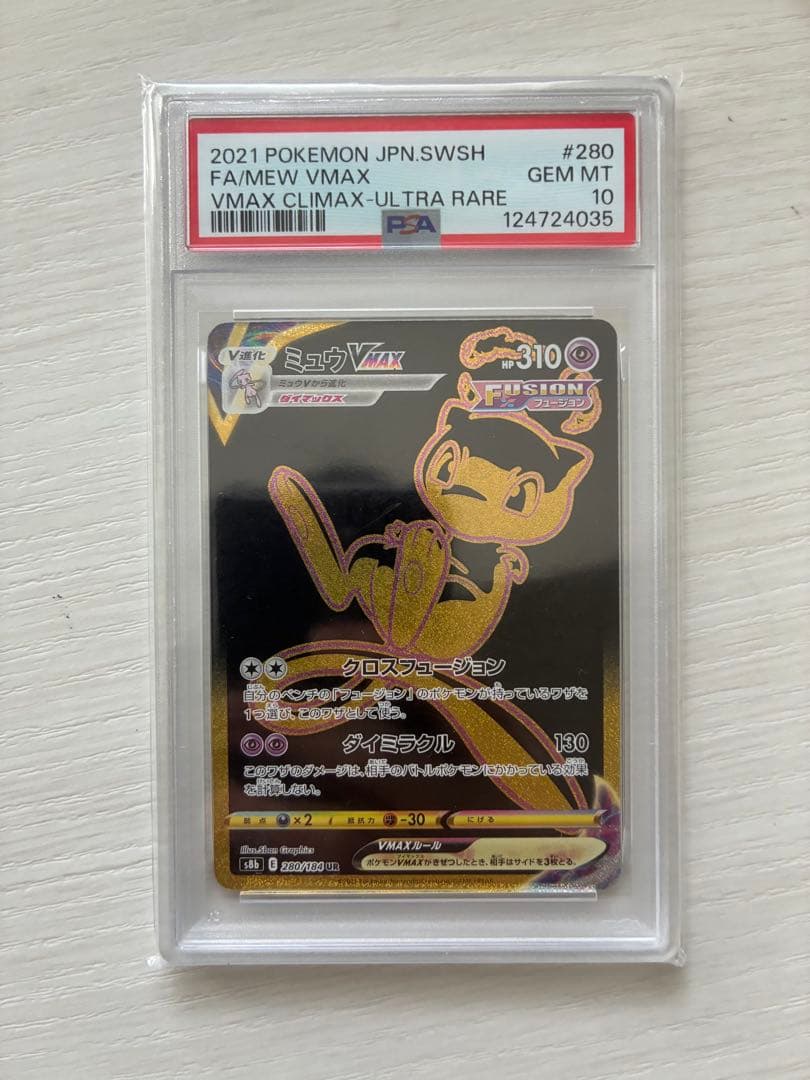 2021 POKEMON JPN.SWSH #280
FA/MEW VMAX GEM MT
VMAX CLIMAX-ULTRA RARE 10
PSA 124724035
V進化 ミュウVMAX HP310
ミュウVから進化
ダイマックス
FUSION
フュージョン
クロスフュージョン
自分のベンチの「フュージョン」のポケモンが持っているワザを
1つ選び、このワザとして使う。
ダイミラクル 130
このワザのダメージは、相手のバトルポケモンにかかっている効果
を計算しない。
弱点 ×2 抵抗力 -30 にげる
Illus.Shan Graphics
VMAXルール
ポケモンVMAXがきぜつしたとき、相手はサイドを3枚とる。
s8b E 280/184 UR